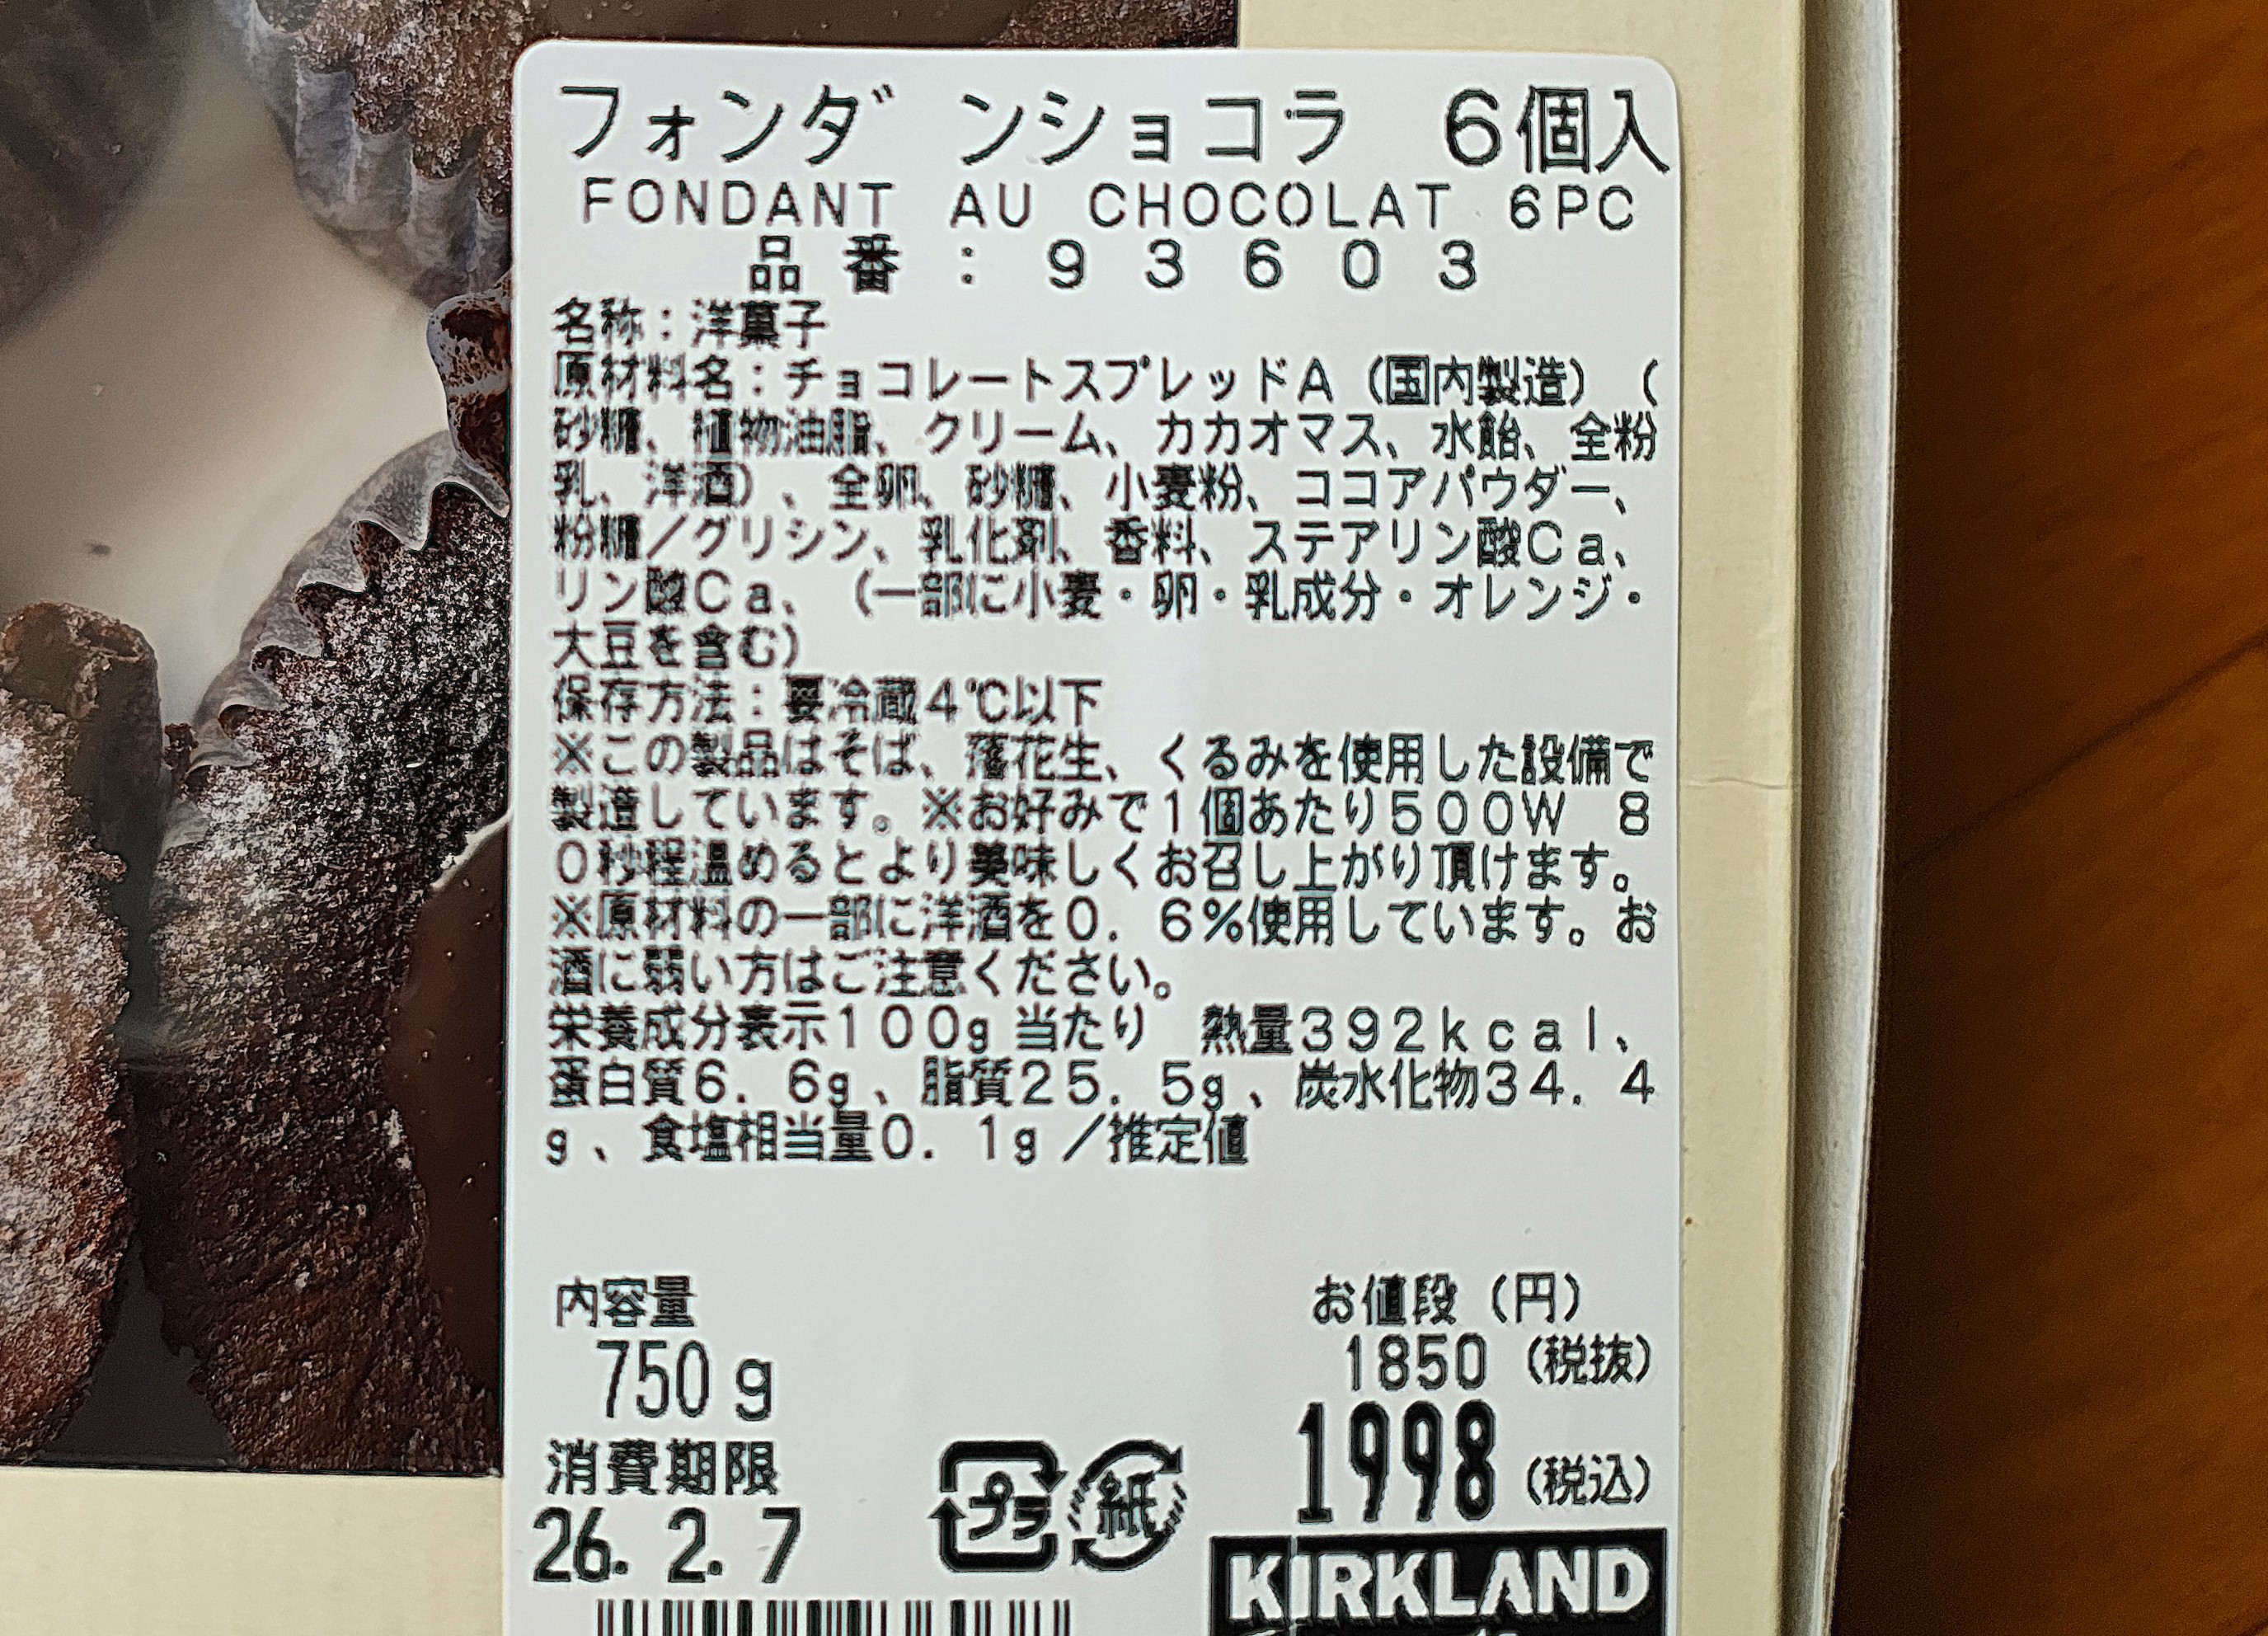 フォンダンショコラ 6個入
FONDANT AU CHOCOLAT 6PC
品番:93603
名称:洋菓子
原材料名:チョコレートスプレッドA(国内製造)(
砂糖、植物油脂、クリーム、カカオマス、水飴、全粉
乳、洋酒)、全卵、砂糖、小麦粉、ココアパウダー、
粉糖/グリシン、乳化剤、香料、ステアリン酸Ca、
リン酸Ca、(一部に小麦・卵・乳成分・オレンジ・
大豆を含む)
保存方法:要冷蔵4℃以下
※この製品はそば、落花生、くるみを使用した設備で
製造しています。※お好みで1個あたり500W 8
0秒程温めるとより美味しくお召し上がり頂けます。
※原材料の一部に洋酒を0.6%使用しています。お
酒に弱い方はご注意ください。
栄養成分表示100g当たり 熱量392kcal、
蛋白質6.6g、脂質25.5g、炭水化物34.4
g、食塩相当量0.1g/推定値
内容量
750g
お値段(円)
1850(税抜)
1998(税込)
消費期限
26.2.7
プラ
紙
KIRKLAND